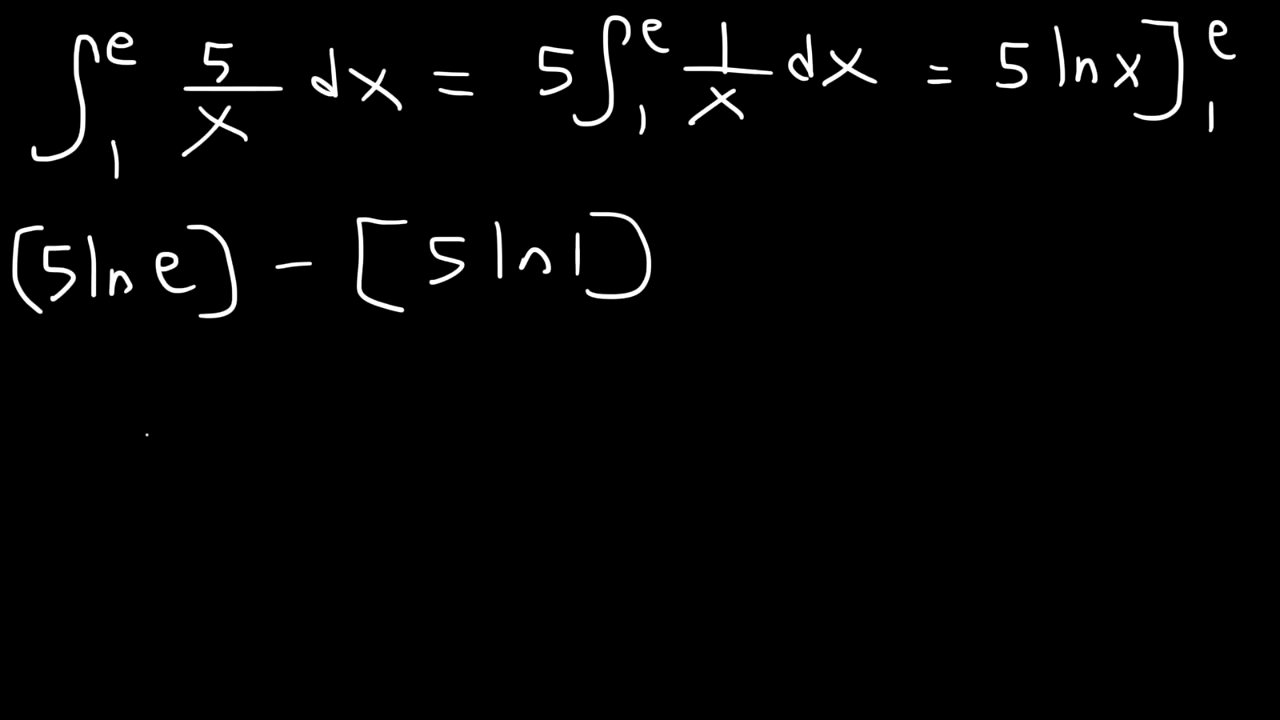 ∫₁ᵉ 5/x dx = 5∫₁ᵉ 1/x dx = 5 ln x]₁ᵉ
[5 ln e] - [5 ln 1]